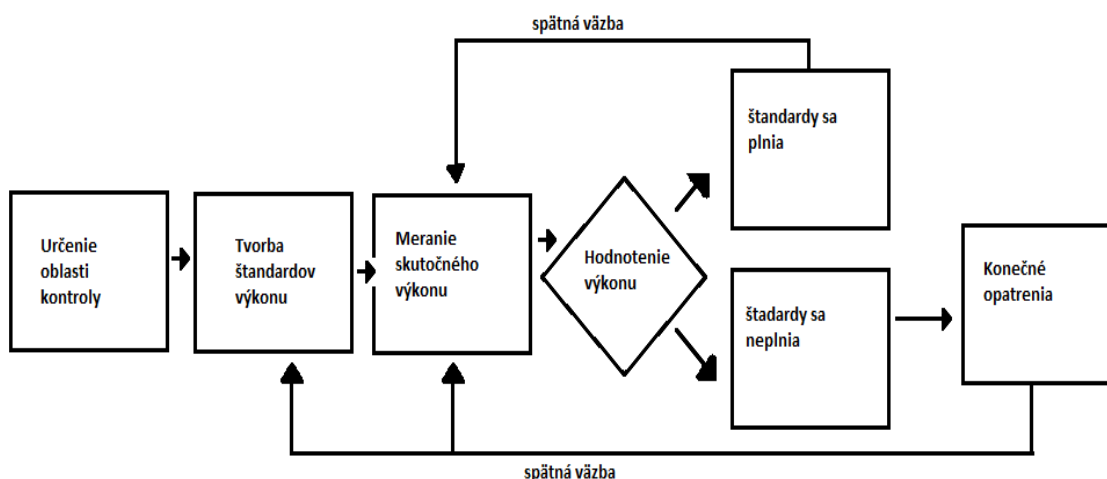 spätná väzba
štandardy sa
plnia
Určenie
oblasti
kontroly
Tvorba
štandardov
výkonu
Meranie
skutočného
výkonu
Hodnotenie
výkonu
štadardy sa
neplnia
Konečné
opatrenia
spätná väzba